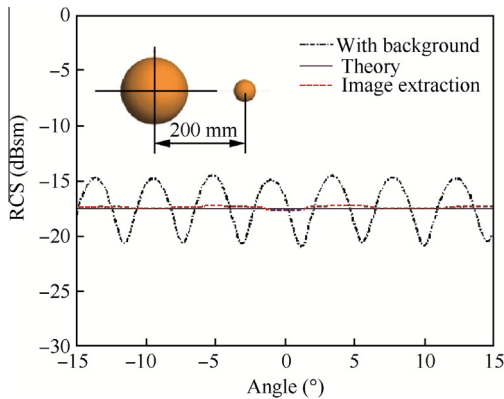 0
-5
-10
-15
-20
-25
-30
RCS (dBsm)
With background
Theory
Image extraction
200 mm
-15
-10
-5
0
5
10
15
Angle (°)